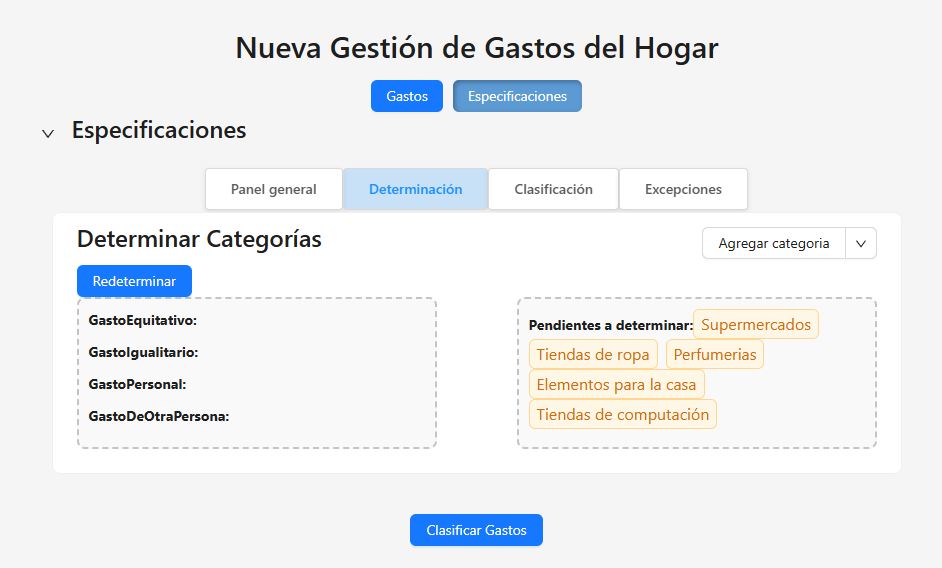 Nueva Gestión de Gastos del Hogar
Gastos Especificaciones
Especificaciones
Panel general Determinación Clasificación Excepciones
Determinar Categorías
Agregar categoria
Redeterminar
GastoEquitativo:
GastoIgualitario:
GastoPersonal:
GastoDeOtraPersona:
Pendientes a determinar: Supermercados
Tiendas de ropa Perfumerias
Elementos para la casa
Tiendas de computación
Clasificar Gastos